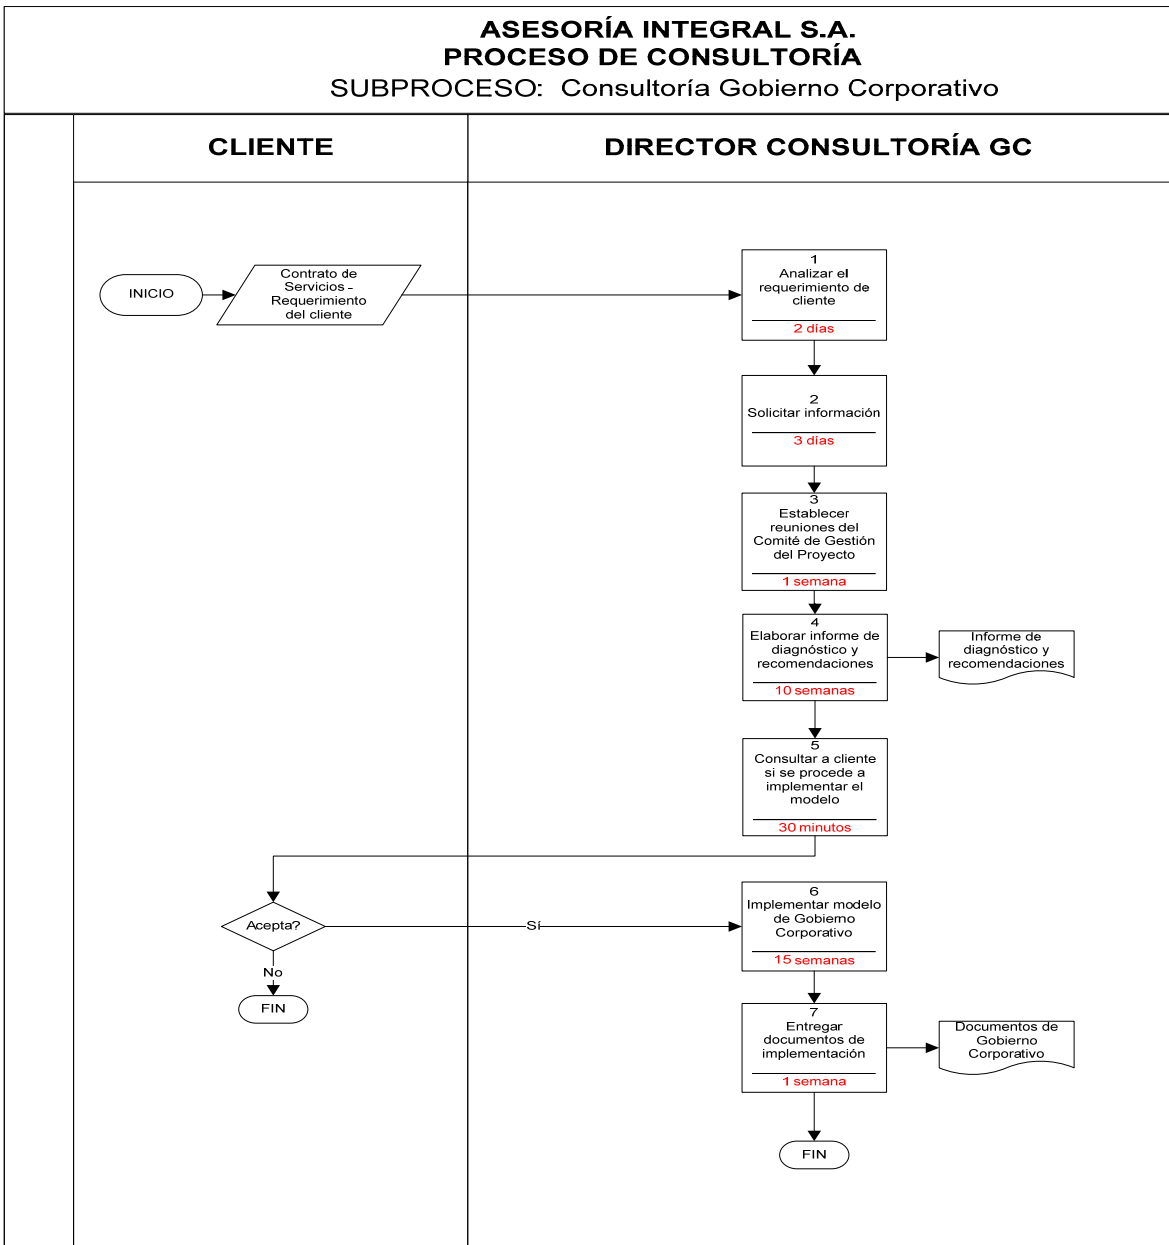 ASESORÍA INTEGRAL S.A.
PROCESO DE CONSULTORÍA
SUBPROCESO: Consultoría Gobierno Corporativo
CLIENTE
DIRECTOR CONSULTORÍA GC
INICIO
Contrato de
Servicios -
Requerimiento
del cliente
1
Analizar el
requerimiento de
cliente
2 días
2
Solicitar información
3 días
3
Establecer
reuniones del
Comité de Gestión
del Proyecto
1 semana
4
Elaborar informe de
diagnóstico y
recomendaciones
10 semanas
Informe de
diagnóstico y
recomendaciones
5
Consultar a cliente
si se procede a
implementar el
modelo
30 minutos
Acepta?
Sí
No
FIN
6
Implementar modelo
de Gobierno
Corporativo
15 semanas
7
Entregar
documentos de
implementación
1 semana
Documentos de
Gobierno
Corporativo
FIN